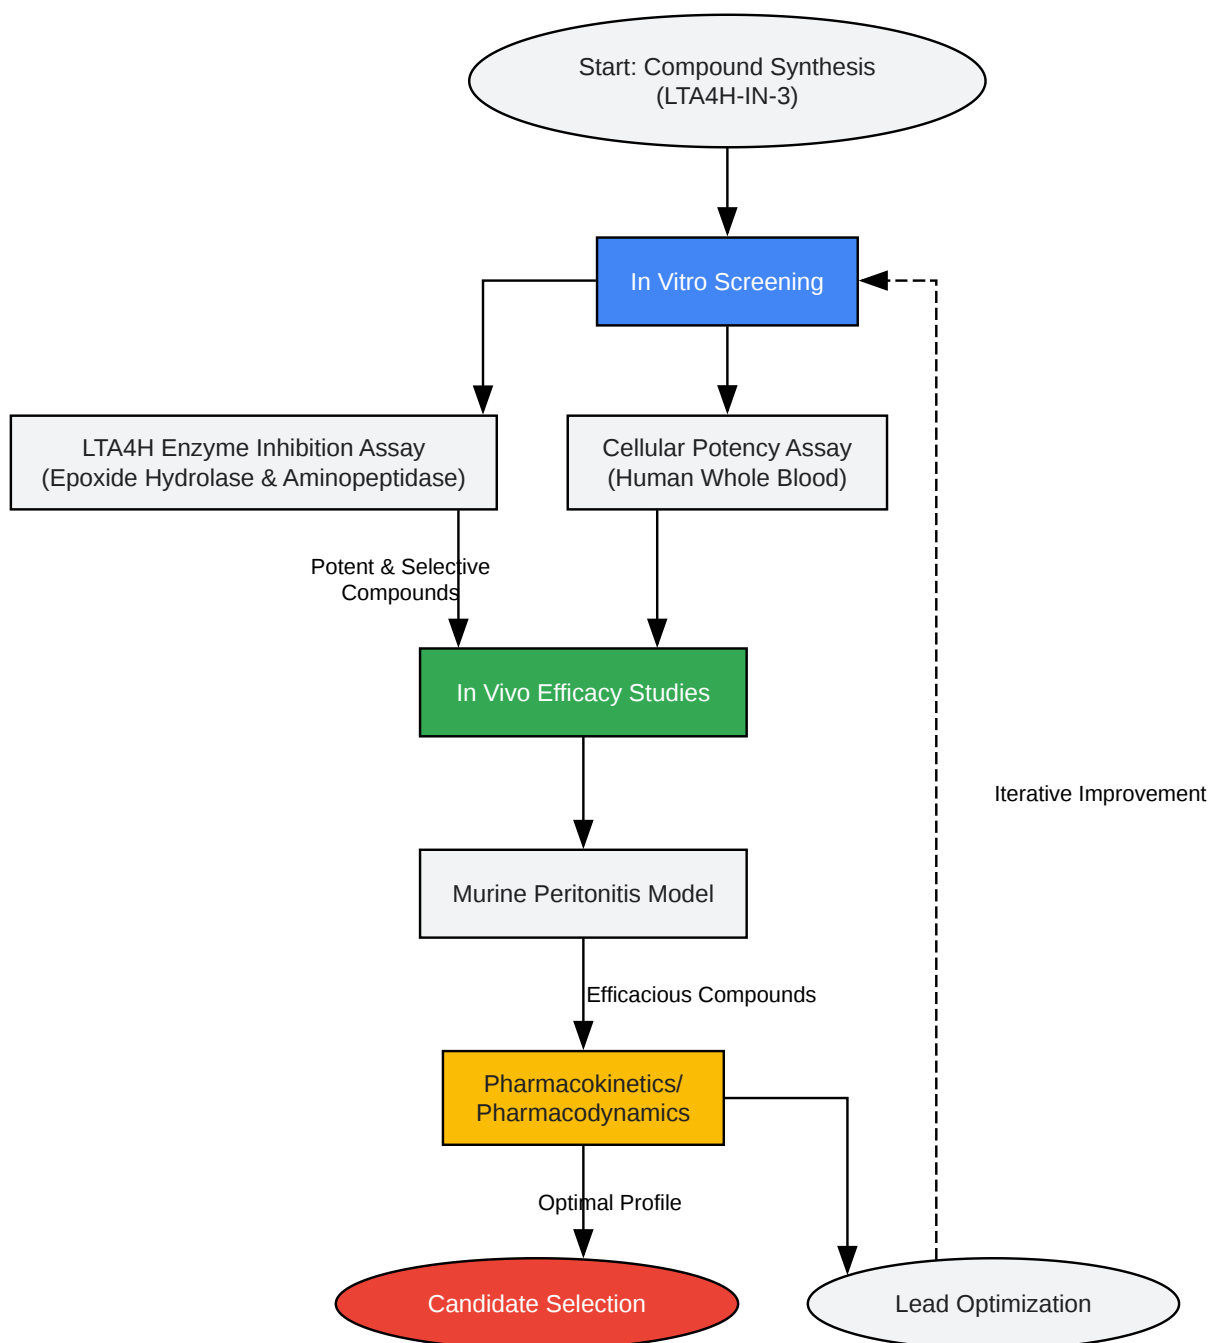 Start: Compound Synthesis
(LTA4H-IN-3)
In Vitro Screening
LTA4H Enzyme Inhibition Assay
(Epoxide Hydrolase & Aminopeptidase)
Cellular Potency Assay
(Human Whole Blood)
Potent & Selective
Compounds
In Vivo Efficacy Studies
Iterative Improvement
Murine Peritonitis Model
Efficacious Compounds
Pharmacokinetics/
Pharmacodynamics
Optimal Profile
Candidate Selection
Lead Optimization